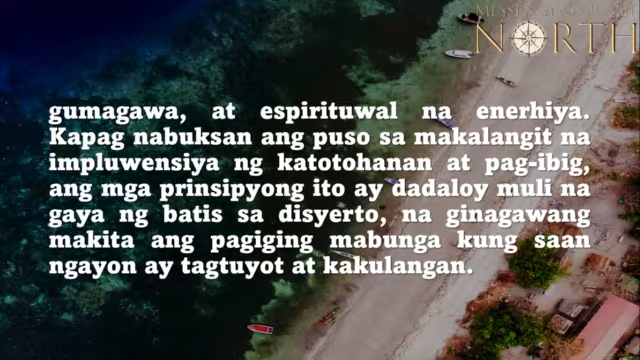 MESSENGERS OF THE
NORTH
gumagawa, at espirituwal na enerhiya.
Kapag nabuksan ang puso sa makalangit na
impluwensiya ng katotohanan at pag-ibig,
ang mga prinsipyong ito ay dadaloy muli na
gaya ng batis sa disyerto, na ginagawang
makita ang pagiging mabunga kung saan
ngayon ay tagtuyot at kakulangan.